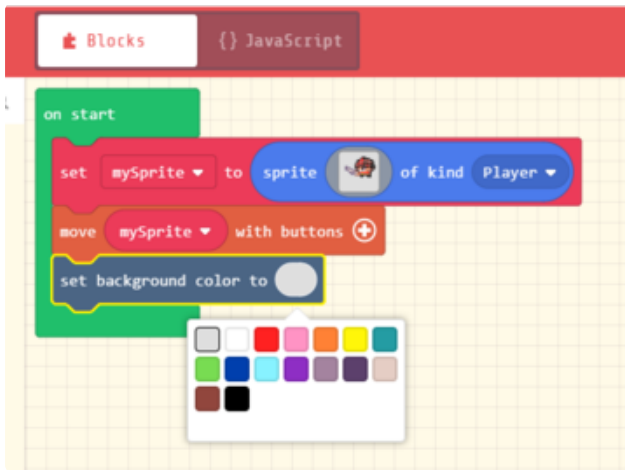 Blocks {} JavaScript
on start
set mySprite to sprite of kind Player
move mySprite with buttons
set background color to